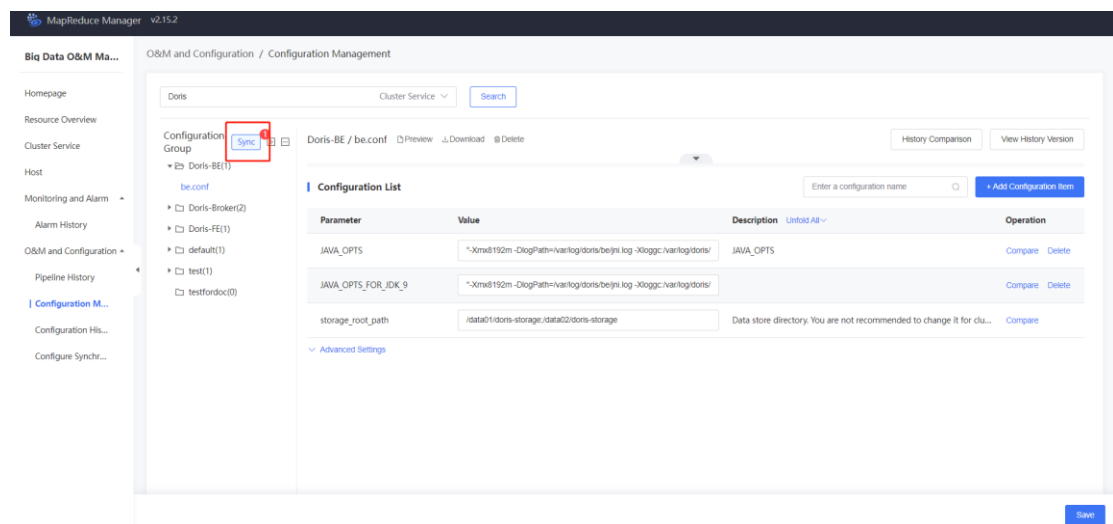 MapReduce Manager v2.15.2
Big Data O&M Ma...
O&M and Configuration / Configuration Management
Homepage
Resource Overview
Cluster Service
Host
Monitoring and Alarm
Alarm History
O&M and Configuration
Pipeline History
Configuration M...
Configuration His...
Configure Synchr...
Doris Cluster Service Search
Configuration Group
Sync 1
Doris-BE(1)
be.conf
Doris-Broker(2)
Doris-FE(1)
default(1)
test(1)
testfordoc(0)
Doris-BE / be.conf Preview Download Delete History Comparison View History Version
Configuration List Enter a configuration name + Add Configuration Item
Parameter Value Description Unfold All Operation
JAVA_OPTS "-Xmx8192m -DlogPath=/var/log/doris/be/jni.log -Xloggc:/var/log/doris/ JAVA_OPTS Compare Delete
JAVA_OPTS_FOR_JDK_9 "-Xmx8192m -DlogPath=/var/log/doris/be/jni.log -Xloggc:/var/log/doris/ Compare Delete
storage_root_path /data01/doris-storage;/data02/doris-storage Data store directory. You are not recommended to change it for clu... Compare
Advanced Settings
Save